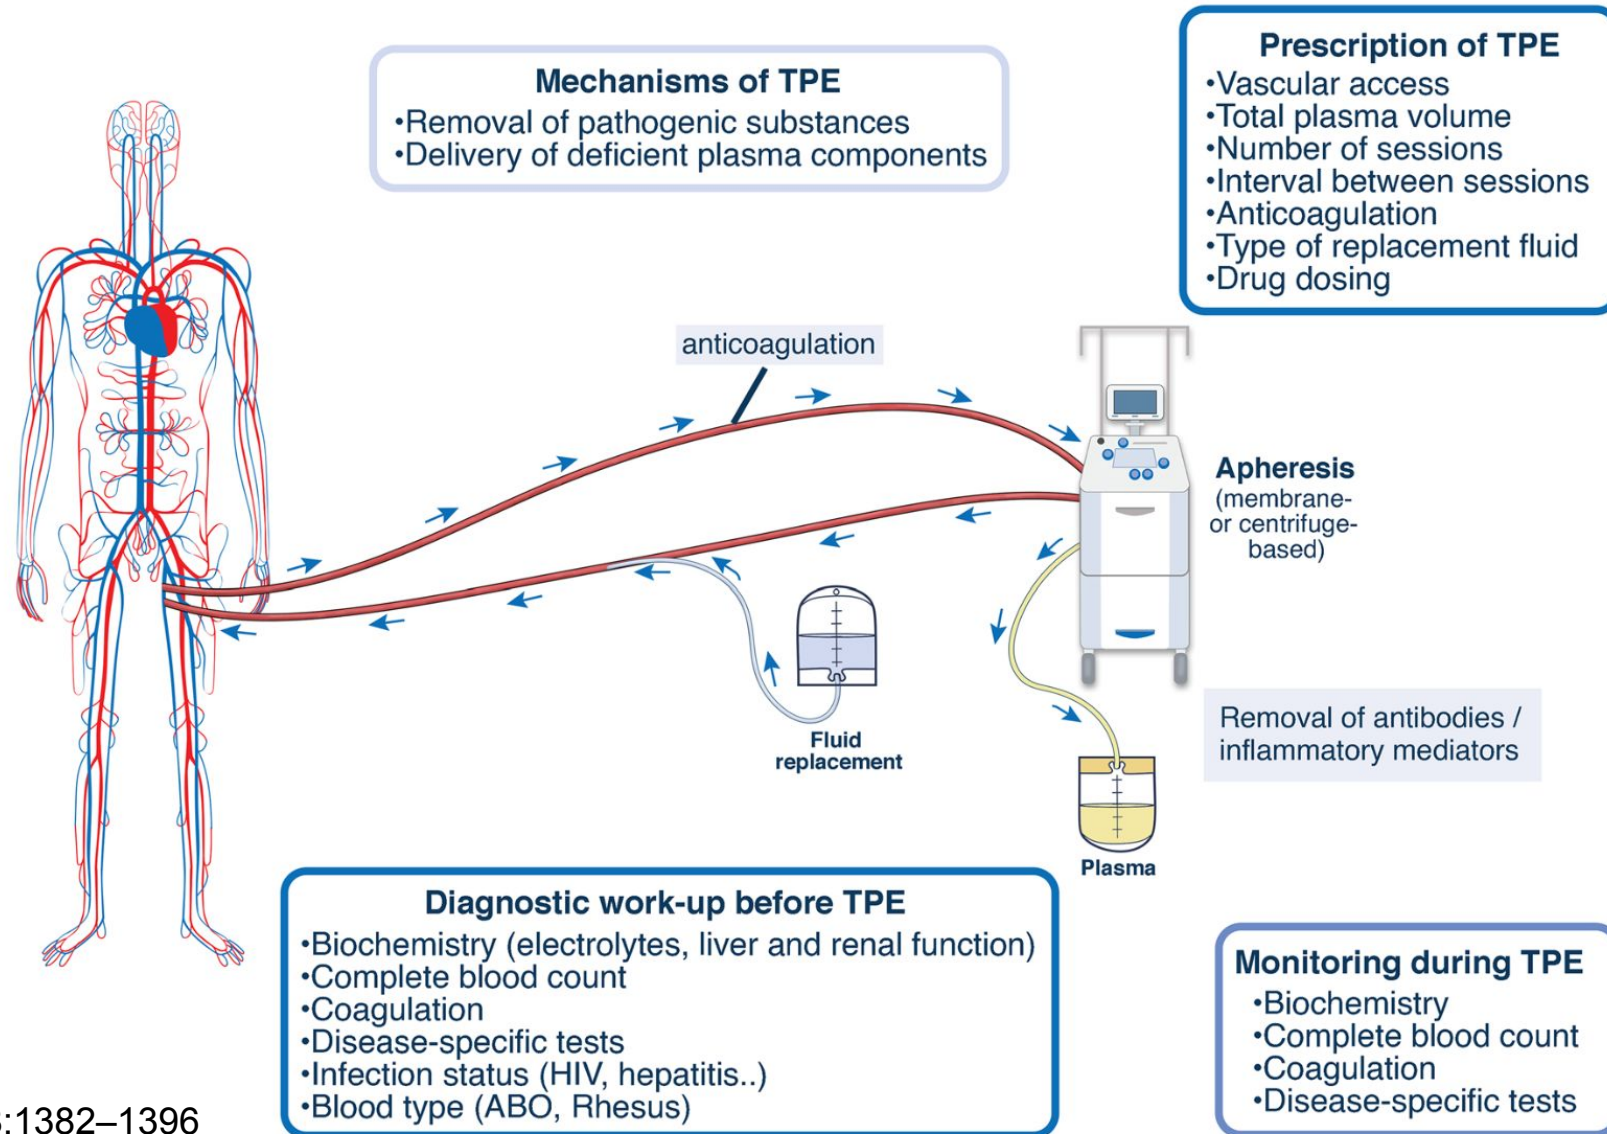 Mechanisms of TPE
•Removal of pathogenic substances
•Delivery of deficient plasma components
Prescription of TPE
•Vascular access
•Total plasma volume
•Number of sessions
•Interval between sessions
•Anticoagulation
•Type of replacement fluid
•Drug dosing
anticoagulation
Apheresis
(membrane-
or centrifuge-
based)
Fluid
replacement
Removal of antibodies /
inflammatory mediators
Plasma
Diagnostic work-up before TPE
•Biochemistry (electrolytes, liver and renal function)
•Complete blood count
•Coagulation
•Disease-specific tests
•Infection status (HIV, hepatitis..)
•Blood type (ABO, Rhesus)
Monitoring during TPE
•Biochemistry
•Complete blood count
•Coagulation
•Disease-specific tests
:1382–1396